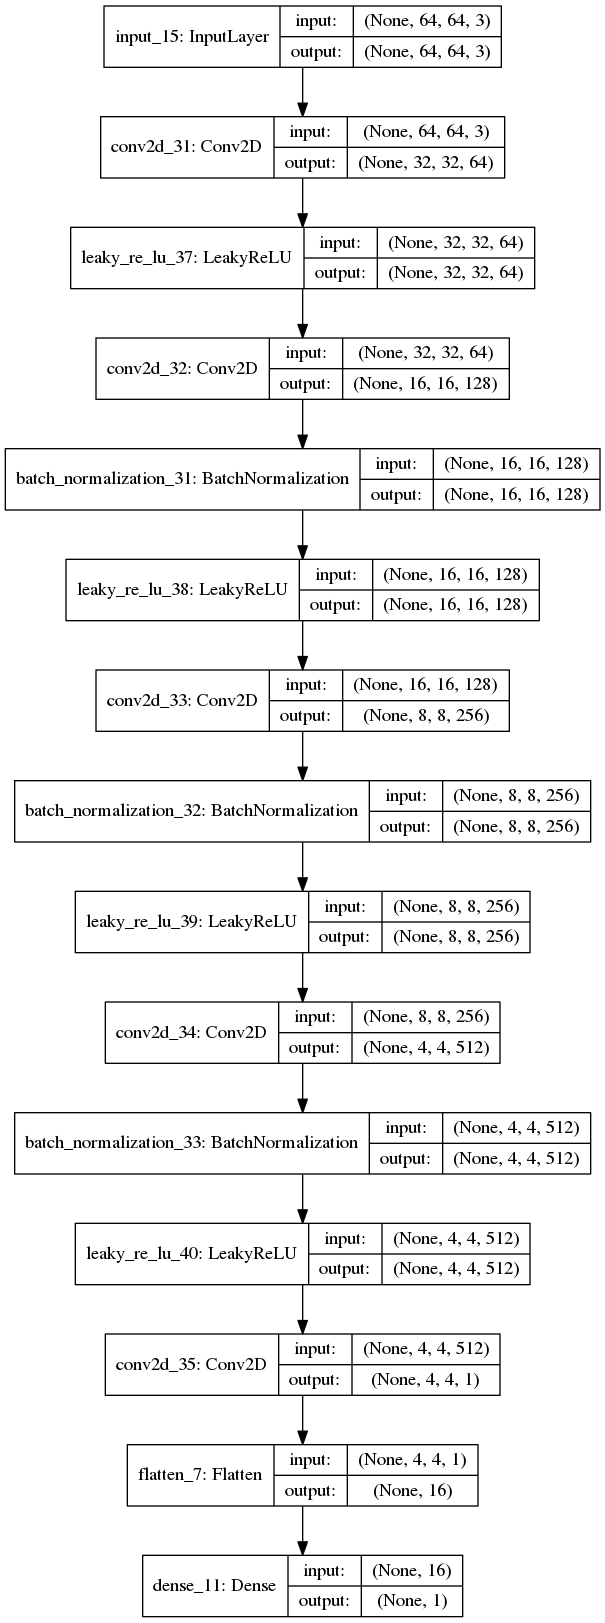 input_15: InputLayer input: (None, 64, 64, 3)
output: (None, 64, 64, 3)
conv2d_31: Conv2D input: (None, 64, 64, 3)
output: (None, 32, 32, 64)
leaky_re_lu_37: LeakyReLU input: (None, 32, 32, 64)
output: (None, 32, 32, 64)
conv2d_32: Conv2D input: (None, 32, 32, 64)
output: (None, 16, 16, 128)
batch_normalization_31: BatchNormalization input: (None, 16, 16, 128)
output: (None, 16, 16, 128)
leaky_re_lu_38: LeakyReLU input: (None, 16, 16, 128)
output: (None, 16, 16, 128)
conv2d_33: Conv2D input: (None, 16, 16, 128)
output: (None, 8, 8, 256)
batch_normalization_32: BatchNormalization input: (None, 8, 8, 256)
output: (None, 8, 8, 256)
leaky_re_lu_39: LeakyReLU input: (None, 8, 8, 256)
output: (None, 8, 8, 256)
conv2d_34: Conv2D input: (None, 8, 8, 256)
output: (None, 4, 4, 512)
batch_normalization_33: BatchNormalization input: (None, 4, 4, 512)
output: (None, 4, 4, 512)
leaky_re_lu_40: LeakyReLU input: (None, 4, 4, 512)
output: (None, 4, 4, 512)
conv2d_35: Conv2D input: (None, 4, 4, 512)
output: (None, 4, 4, 1)
flatten_7: Flatten input: (None, 4, 4, 1)
output: (None, 16)
dense_11: Dense input: (None, 16)
output: (None, 1)